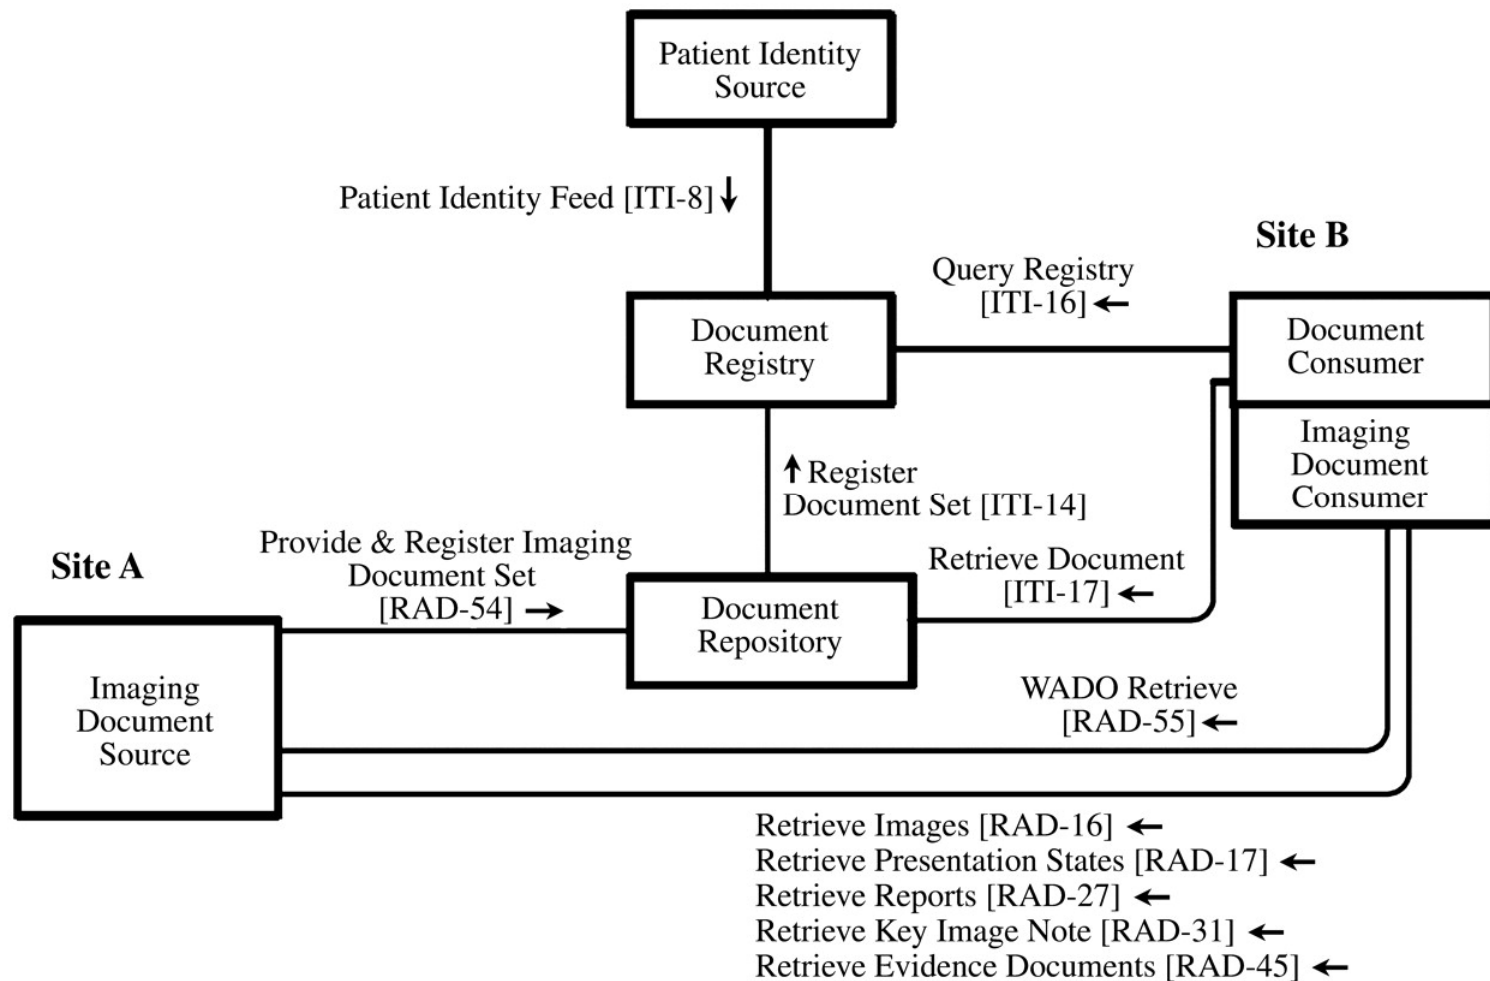 Patient Identity
Source
Patient Identity Feed [ITI-8]
Site B
Query Registry
[ITI-16]
Document
Registry
Document
Consumer
Imaging
Document
Consumer
Register
Document Set [ITI-14]
Provide & Register Imaging
Document Set
[RAD-54]
Site A
Retrieve Document
[ITI-17]
Document
Repository
Imaging
Document
Source
WADO Retrieve
[RAD-55]
Retrieve Images [RAD-16]
Retrieve Presentation States [RAD-17]
Retrieve Reports [RAD-27]
Retrieve Key Image Note [RAD-31]
Retrieve Evidence Documents [RAD-45]